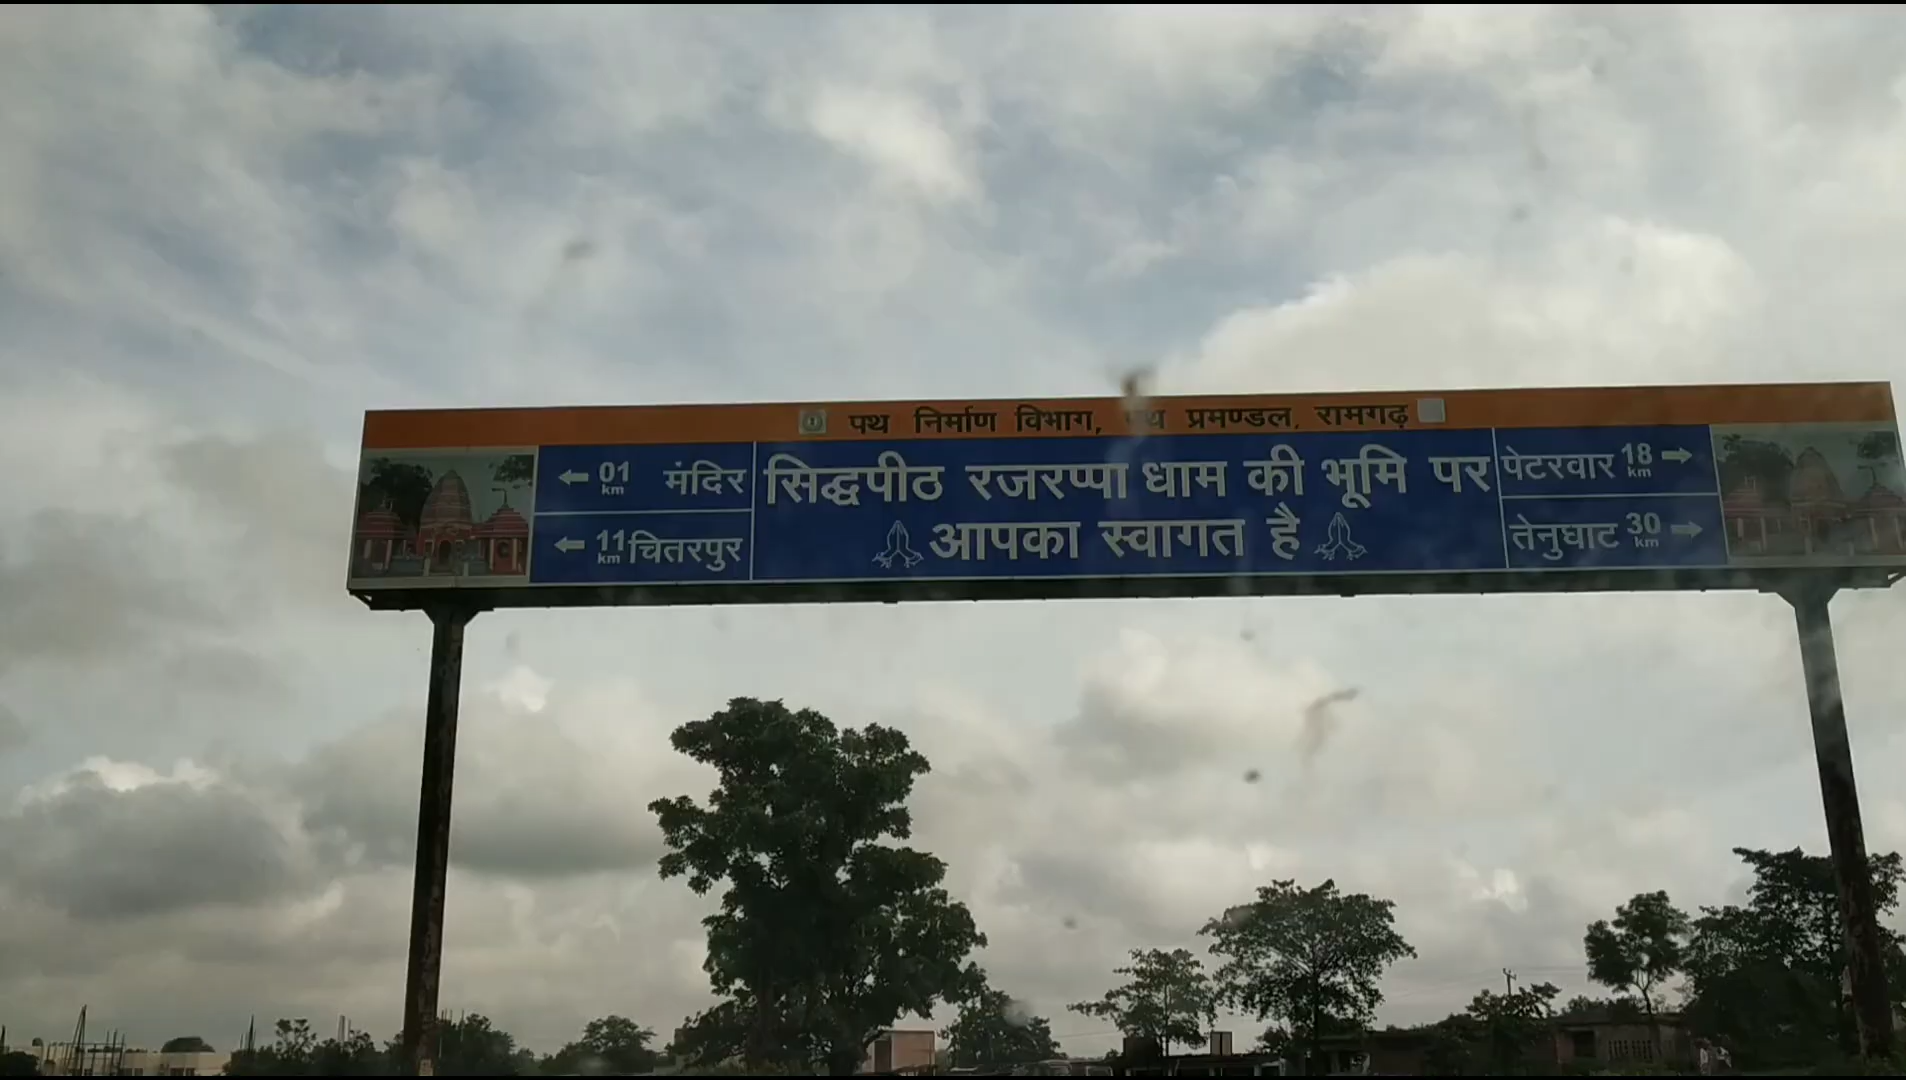 पथ निर्माण विभाग, पथ प्रमण्डल, रामगढ़
← 01 km मंदिर
← 11 km चितरपुर
सिद्धपीठ रजरप्पा धाम की भूमि पर
आपका स्वागत है
पेटरवार 18 km →
तेनुघाट 30 km →